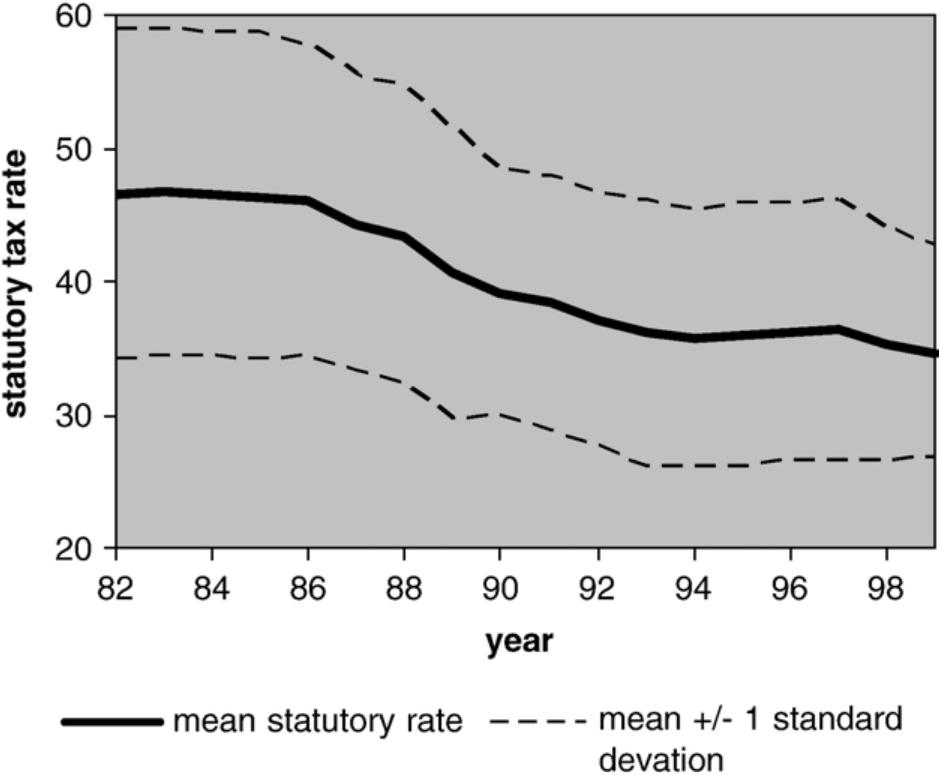 60
50
40
30
20
statutory tax rate
82 84 86 88 90 92 94 96 98
year
mean statutory rate
mean +/- 1 standard
devation